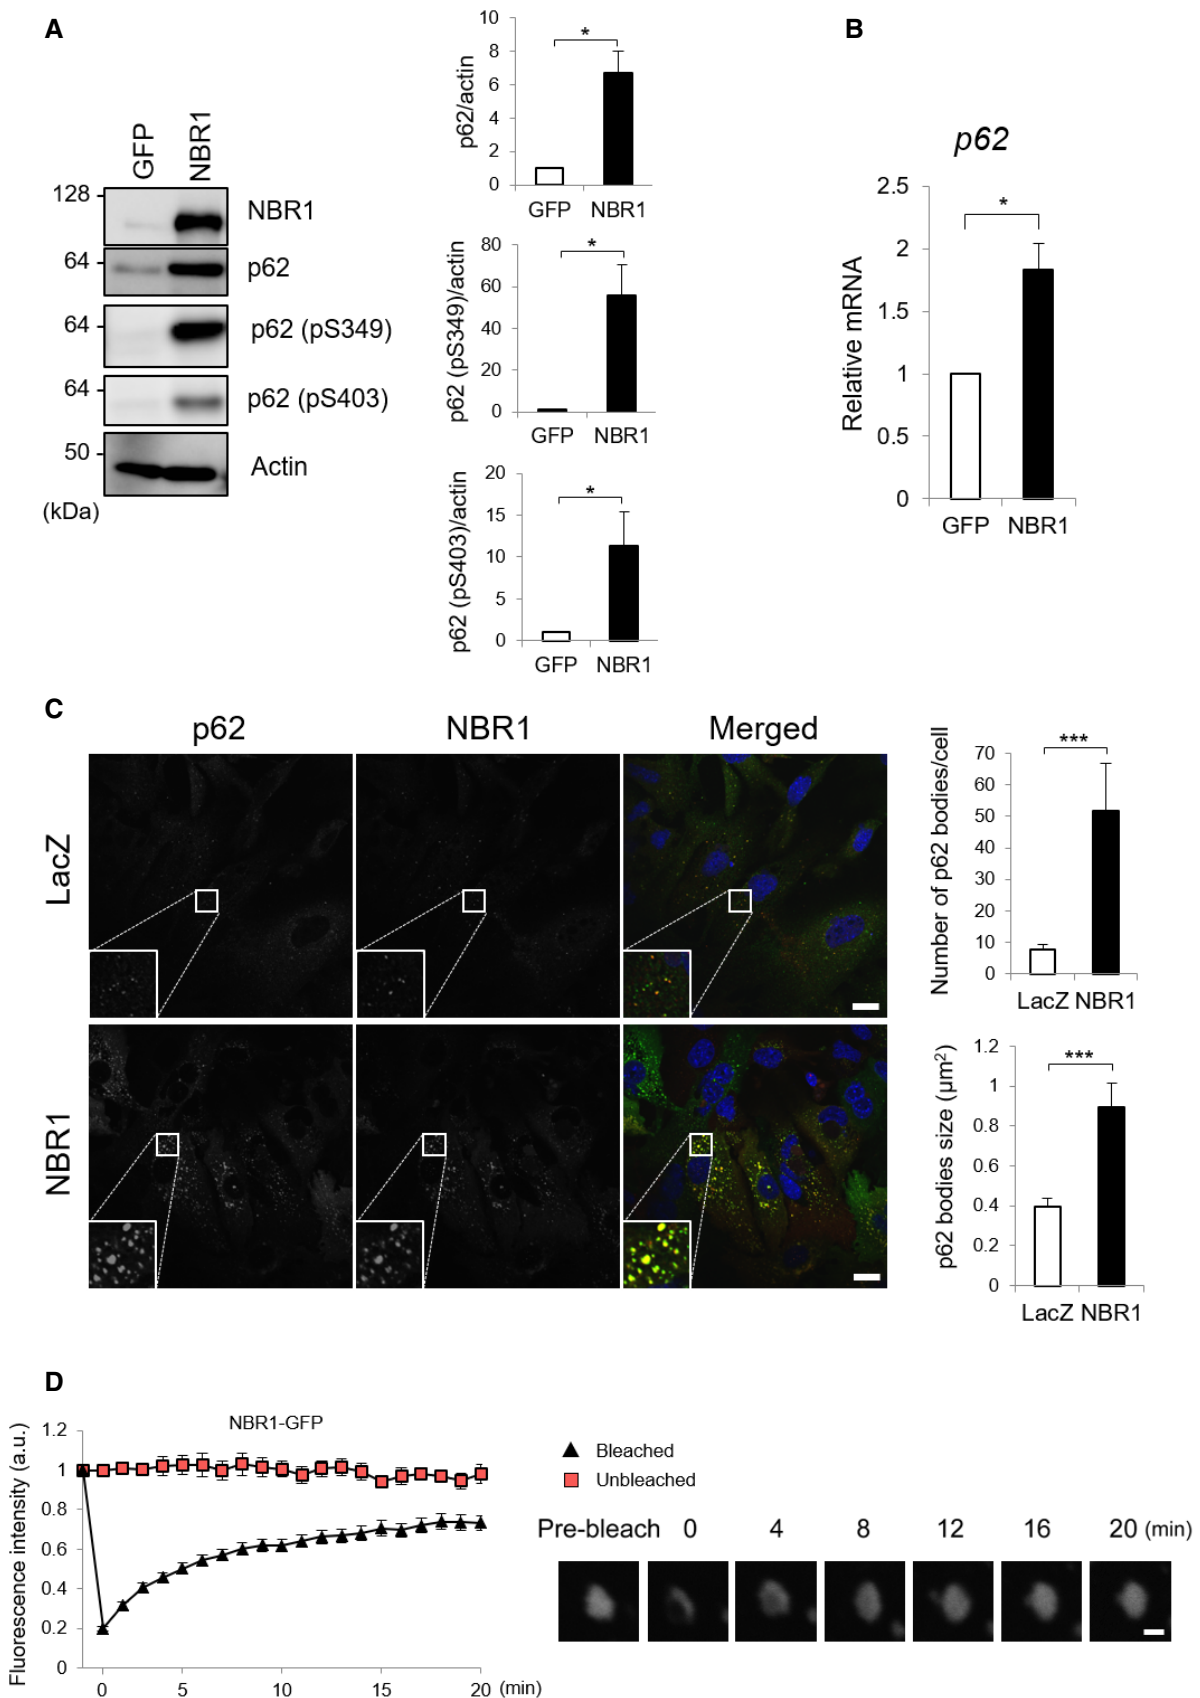 A
GFP
NBR1
128
NBR1
64
p62
64
p62 (pS349)
64
p62 (pS403)
50
Actin
(kDa)
p62/actin
10
8
6
4
2
0
*
GFP NBR1
p62 (pS349)/actin
80
60
40
20
0
*
GFP NBR1
p62 (pS403)/actin
20
15
10
5
0
*
GFP NBR1
B
p62
Relative mRNA
2.5
2
1.5
1
0.5
0
*
GFP NBR1
C
p62 NBR1 Merged
LacZ
NBR1
Number of p62 bodies/cell
70
60
50
40
30
20
10
0
***
LacZ NBR1
p62 bodies size (µm²)
1.2
1
0.8
0.6
0.4
0.2
0
***
LacZ NBR1
D
NBR1-GFP
Fluorescence intensity (a.u.)
1.2
1
0.8
0.6
0.4
0.2
0
0 5 10 15 20 (min)
Bleached
Unbleached
Pre-bleach 0 4 8 12 16 20 (min)